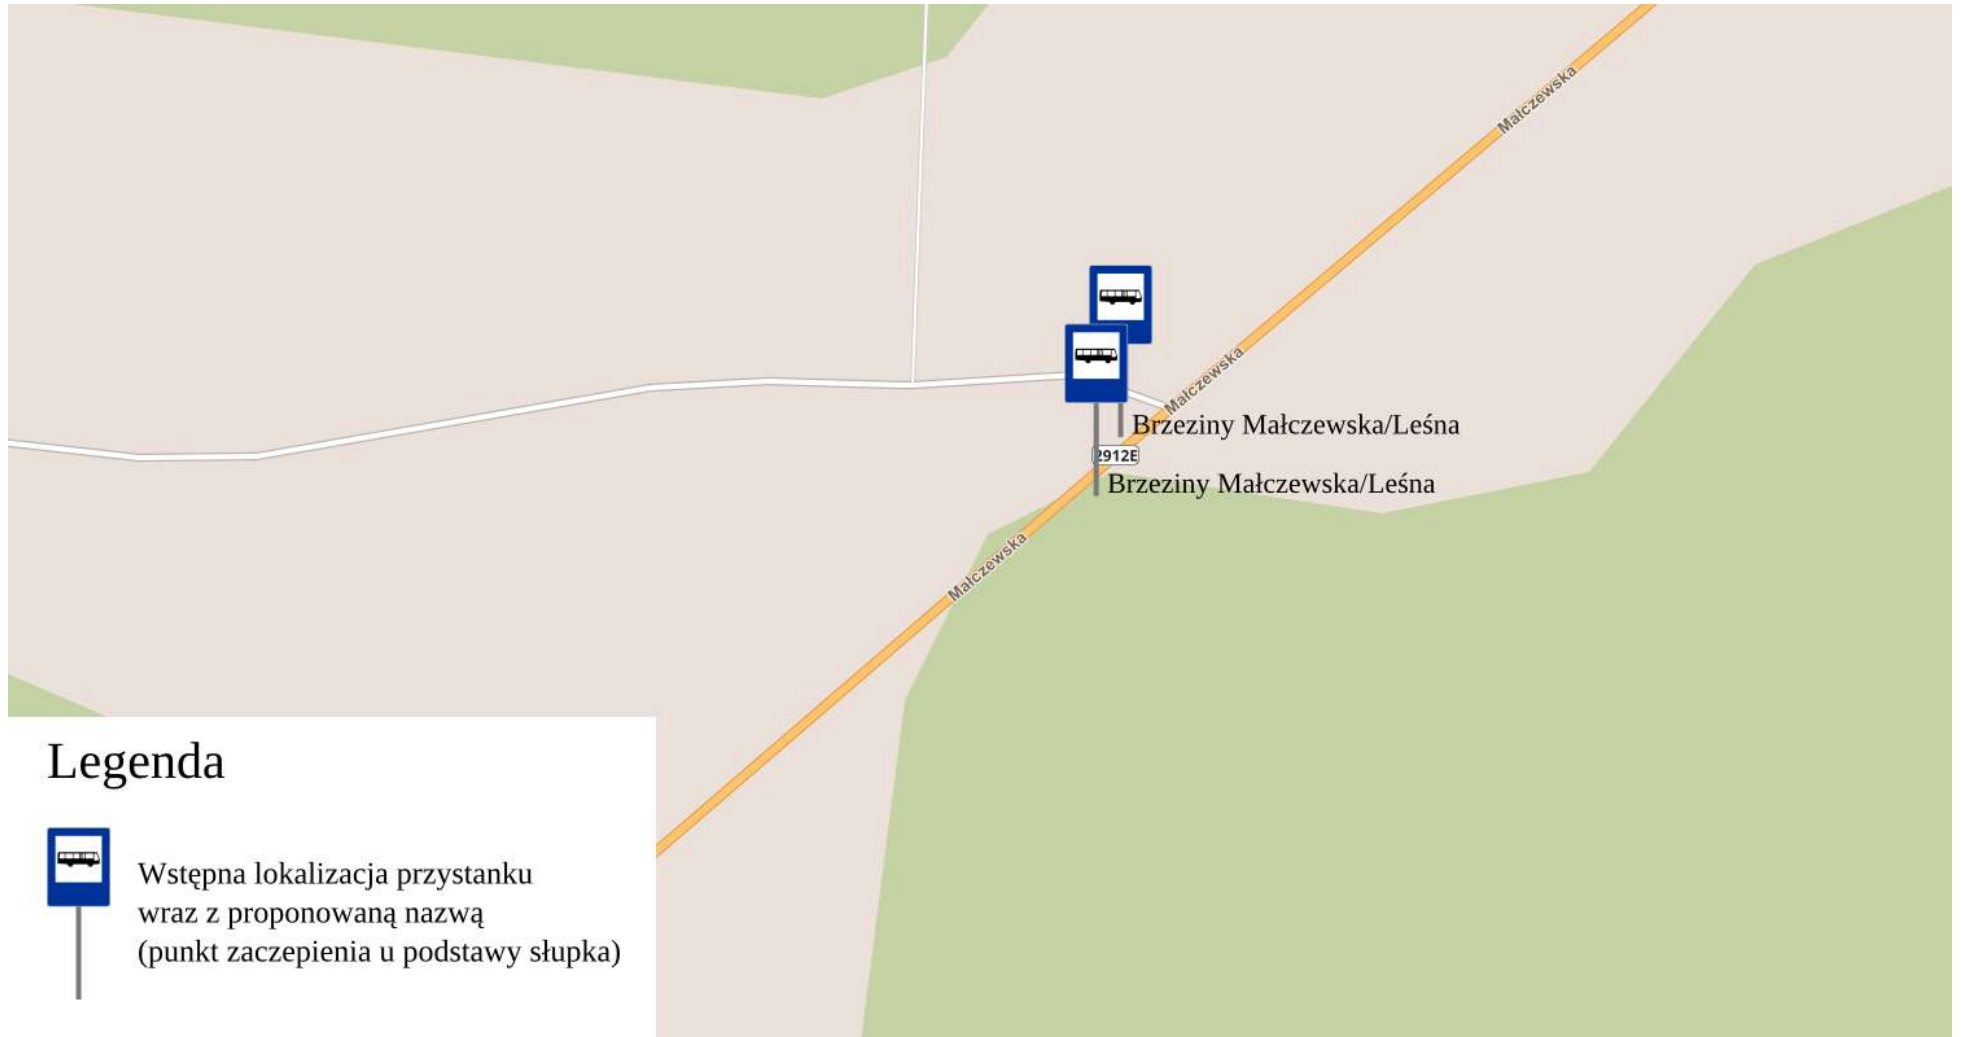 Małczewska
Małczewska
Brzeziny Małczewska/Leśna
2912E
Brzeziny Małczewska/Leśna
Małczewska
Legenda
Wstępna lokalizacja przystanku
wraz z proponowaną nazwą
(punkt zaczepienia u podstawy słupka)